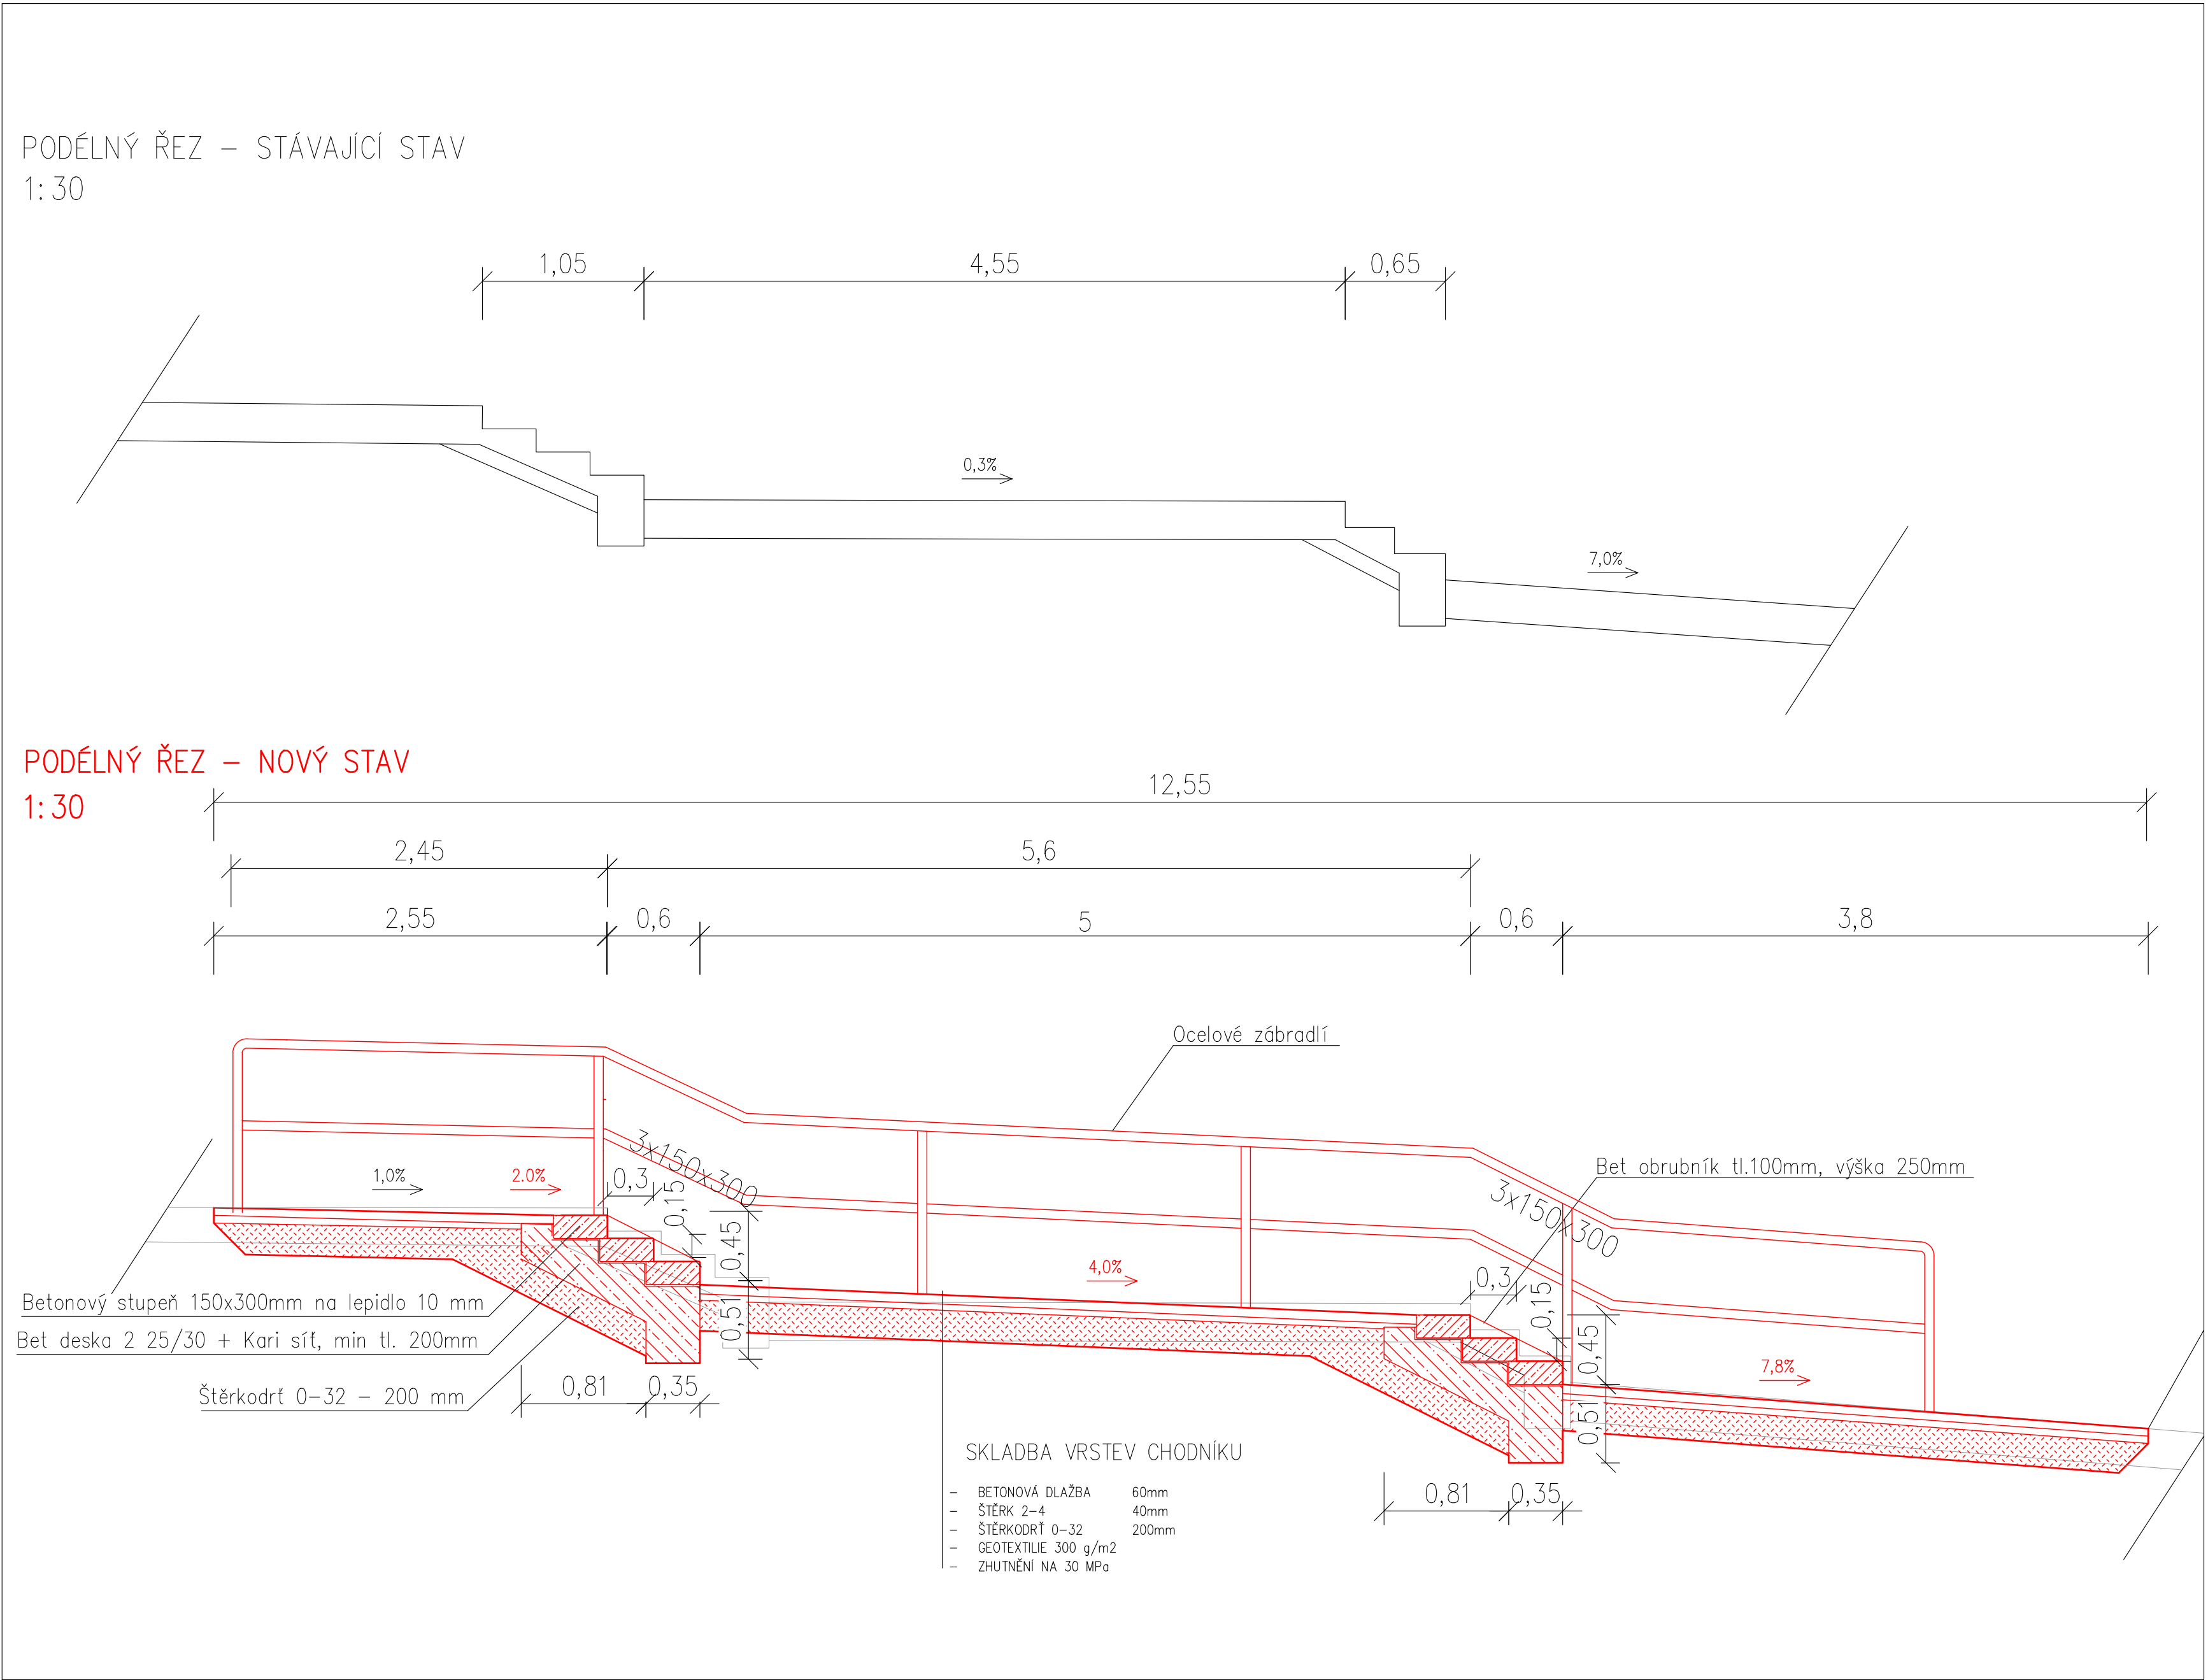 PODÉLNÝ ŘEZ – STÁVAJÍCÍ STAV
1:30
1,05
4,55
0,65
0,3%
7,0%
PODÉLNÝ ŘEZ – NOVÝ STAV
1:30
12,55
2,45
5,6
2,55
0,6
5
0,6
3,8
Ocelové zábradlí
3x150x300
Bet obrubník tl.100mm, výška 250mm
1,0%
2.0%
0,3
0,15
0,45
3x150x300
4,0%
0,3
0,15
0,45
7,8%
Betonový stupeň 150x300mm na lepidlo 10 mm
0,51
Bet deska 2 25/30 + Kari síť, min tl. 200mm
Štěrkodrť 0–32 – 200 mm
0,81
0,35
0,51
SKLADBA VRSTEV CHODNÍKU
– BETONOVÁ DLAŽBA 60mm
– ŠTĚRK 2–4 40mm
– ŠTĚRKODRŤ 0–32 200mm
– GEOTEXTILIE 300 g/m2
– ZHUTNĚNÍ NA 30 MPa
0,81
0,35